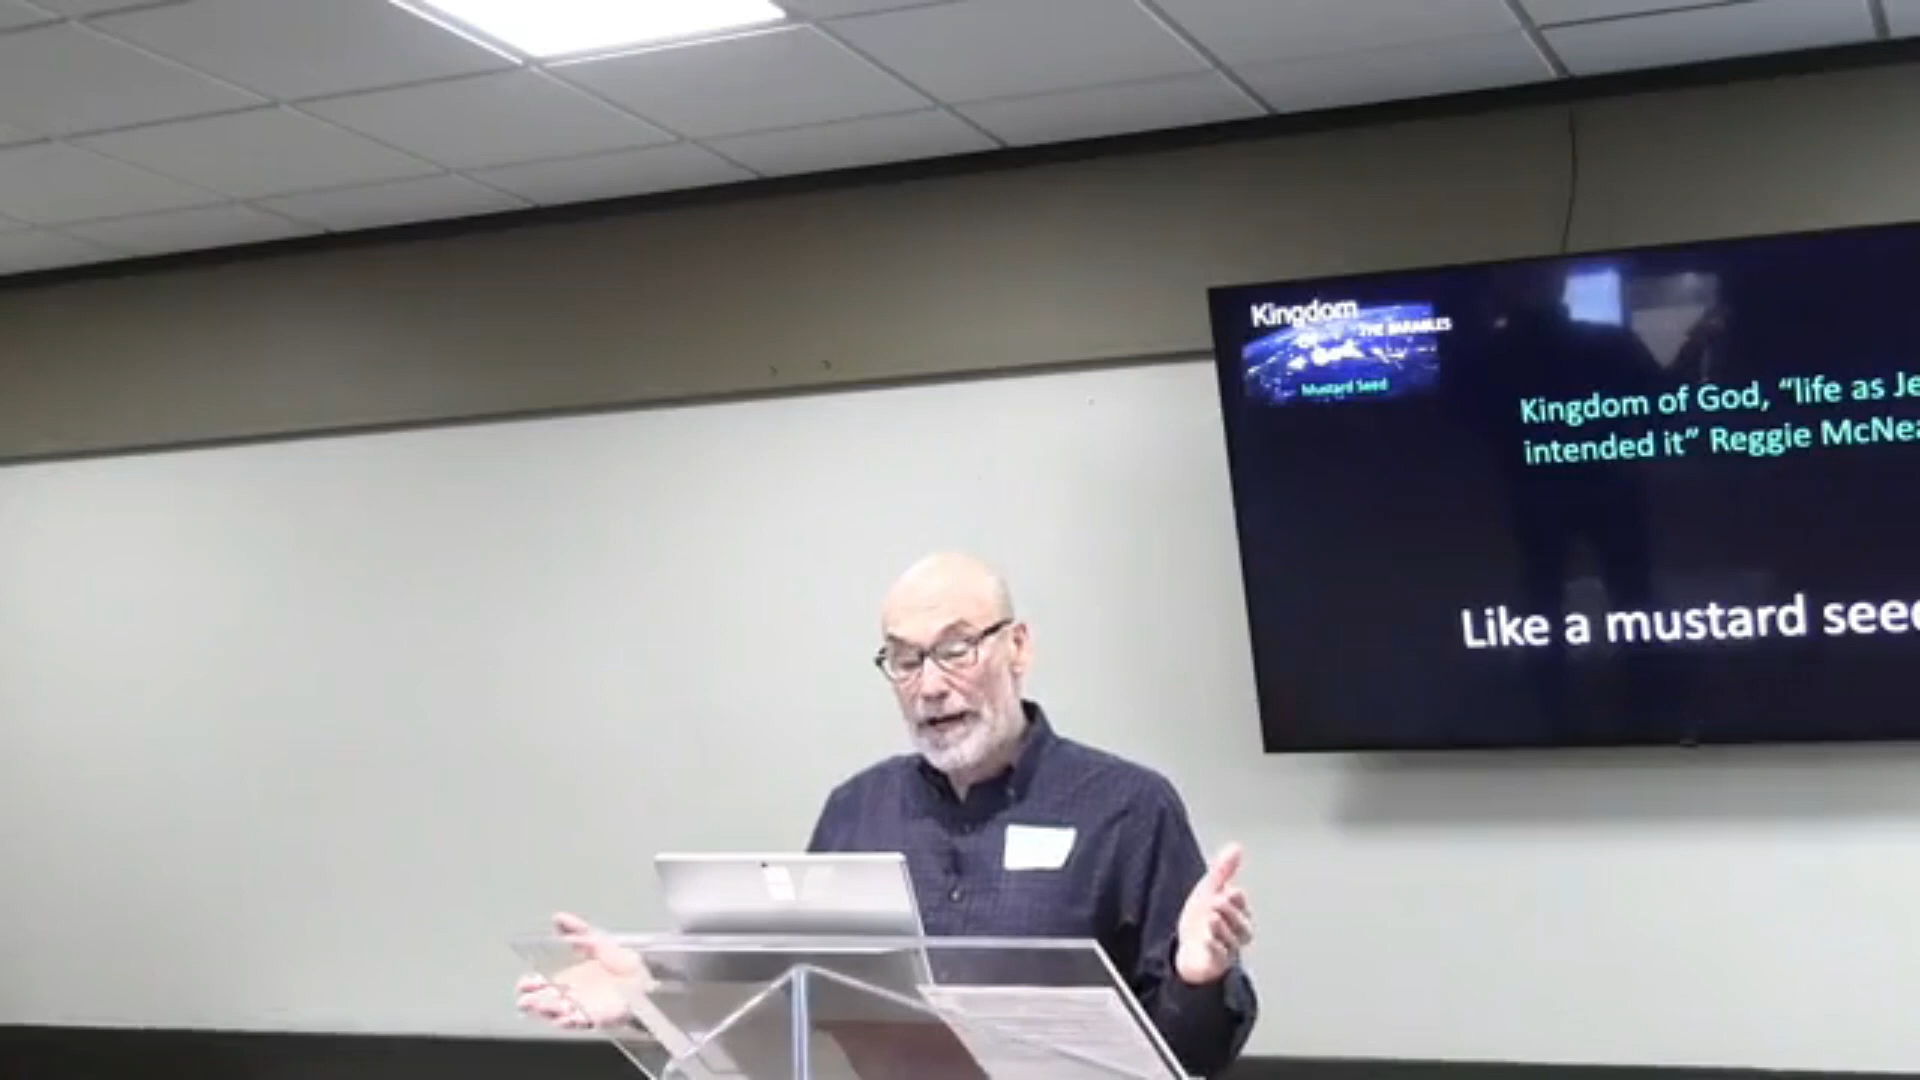 Kingdom
of THE PARABLES
God
Mustard Seed
Kingdom of God, “life as Je
intended it” Reggie McNea
Like a mustard seed